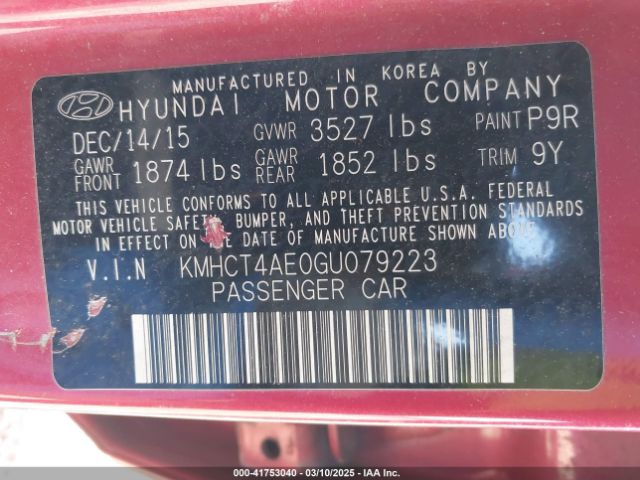 MANUFACTURED IN KOREA BY
HYUNDAI MOTOR COMPANY
DEC/14/15 GVWR 3527 lbs PAINT P9R
GAWR FRONT 1874 lbs GAWR REAR 1852 lbs TRIM 9Y
THIS VEHICLE CONFORMS TO ALL APPLICABLE U.S.A. FEDERAL
MOTOR VEHICLE SAFETY, BUMPER, AND THEFT PREVENTION STANDARDS
IN EFFECT ON DATE OF MANUFACTURE SHOWN ABOVE.
V.I.N KMHCT4AE0GU079223
PASSENGER CAR
000-41753040 - 03/10/2025 - IAA Inc.